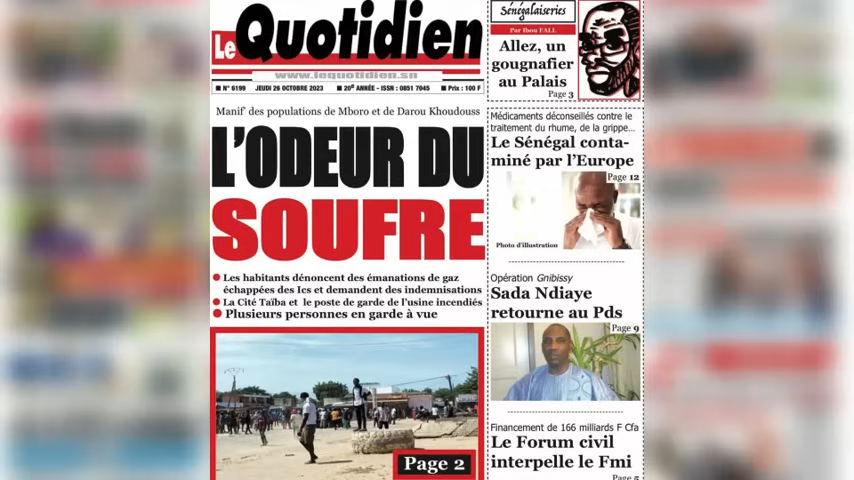 Le Quotidien
www.lequotidien.sn
N° 6199 JEUDI 26 OCTOBRE 2023 20e ANNÉE - ISSN : 0851 7045 Prix : 100 F
Manif' des populations de Mboro et de Darou Khoudouss
L'ODEUR DU
SOUFRE
Les habitants dénoncent des émanations de gaz
échappées des Ics et demandent des indemnisations
La Cité Taïba et le poste de garde de l'usine incendiés
Plusieurs personnes en garde à vue
Page 2
Sénégalaiseries
Par Ibou FALL
Allez, un
gougnafier
au Palais
Page 3
Médicaments déconseillés contre le
traitement du rhume, de la grippe...
Le Sénégal conta-
miné par l'Europe
Page 12
Photo d'illustration
Opération Gnibissy
Sada Ndiaye
retourne au Pds
Page 9
Financement de 166 milliards F Cfa
Le Forum civil
interpelle le Fmi
Page 5